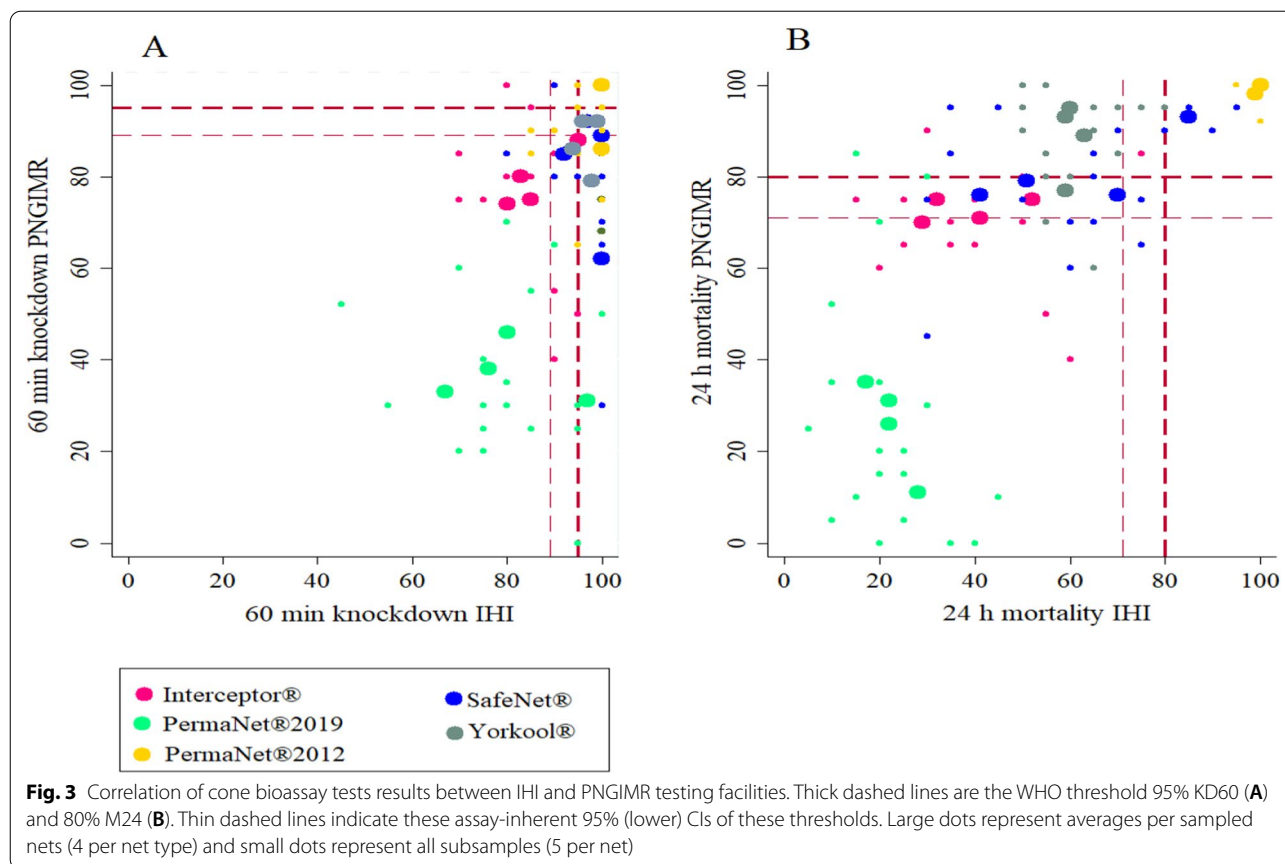 A
B
60 min knockdown PNGIMR
100
80
60
40
20
0
0 20 40 60 80 100
60 min knockdown IHI
24 h mortality PNGIMR
100
80
60
40
20
0
0 20 40 60 80 100
24 h mortality IHI
Interceptor®
PermaNet®2019
PermaNet®2012
SafeNet®
Yorkool®
Fig. 3 Correlation of cone bioassay tests results between IHI and PNGIMR testing facilities. Thick dashed lines are the WHO threshold 95% KD60 (A)
and 80% M24 (B). Thin dashed lines indicate these assay-inherent 95% (lower) CIs of these thresholds. Large dots represent averages per sampled
nets (4 per net type) and small dots represent all subsamples (5 per net)